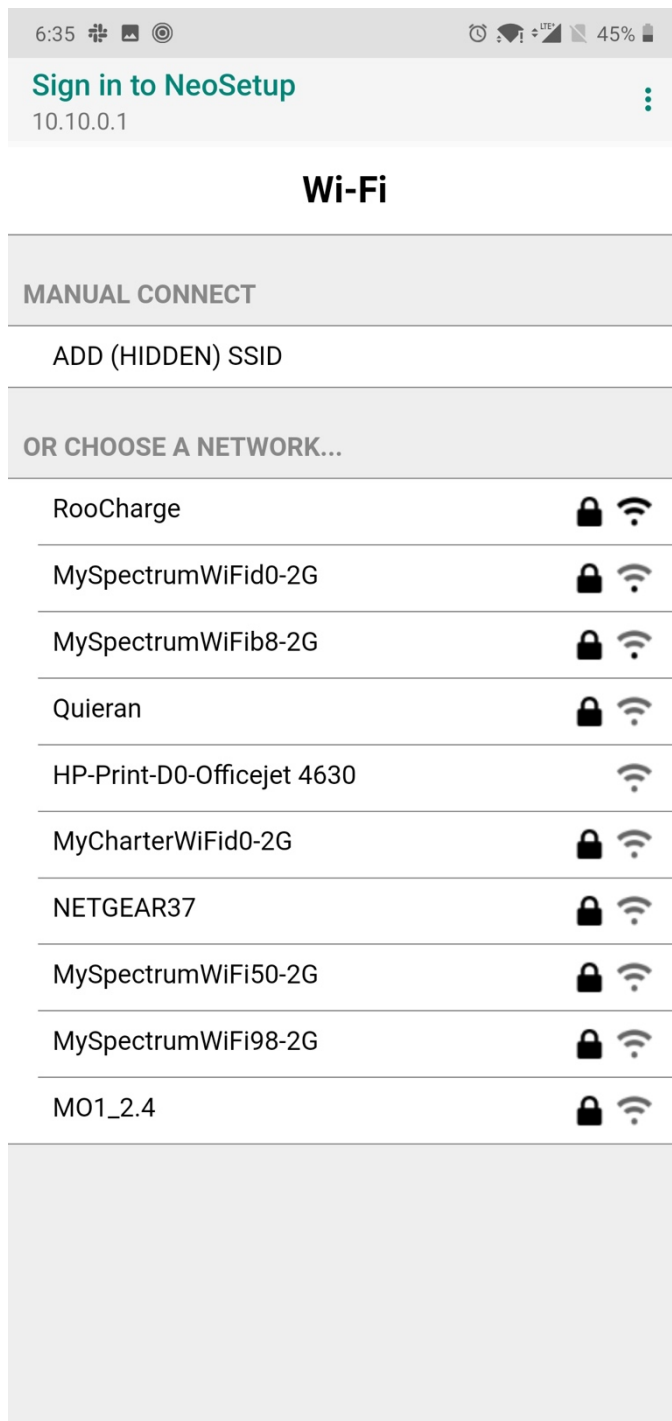 6:35 LTE+ 45%
Sign in to NeoSetup
10.10.0.1
Wi-Fi
MANUAL CONNECT
ADD (HIDDEN) SSID
OR CHOOSE A NETWORK...
RooCharge
MySpectrumWiFid0-2G
MySpectrumWiFib8-2G
Quieran
HP-Print-D0-Officejet 4630
MyCharterWiFid0-2G
NETGEAR37
MySpectrumWiFi50-2G
MySpectrumWiFi98-2G
MO1_2.4